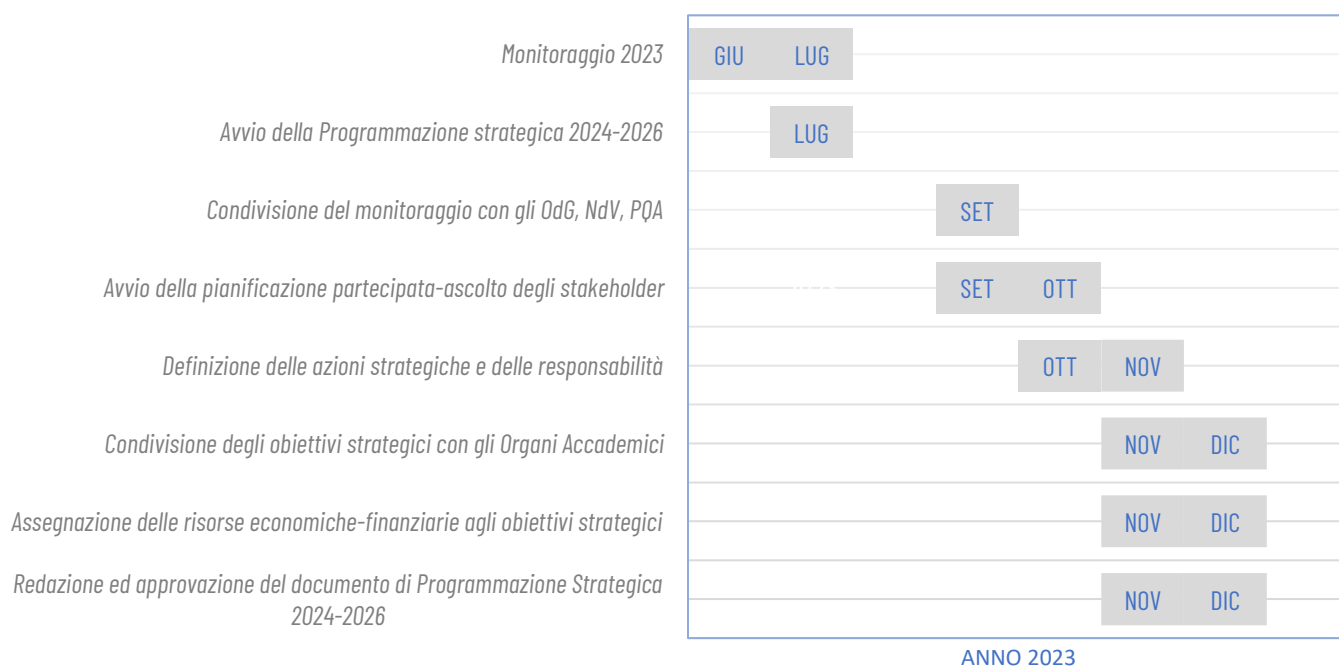 Monitoraggio 2023
GIU LUG
Avvio della Programmazione strategica 2024-2026
LUG
Condivisione del monitoraggio con gli OdG, NdV, PQA
SET
Avvio della pianificazione partecipata-ascolto degli stakeholder
SET OTT
Definizione delle azioni strategiche e delle responsabilità
OTT NOV
Condivisione degli obiettivi strategici con gli Organi Accademici
NOV DIC
Assegnazione delle risorse economiche-finanziarie agli obiettivi strategici
NOV DIC
Redazione ed approvazione del documento di Programmazione Strategica
2024-2026
NOV DIC
ANNO 2023